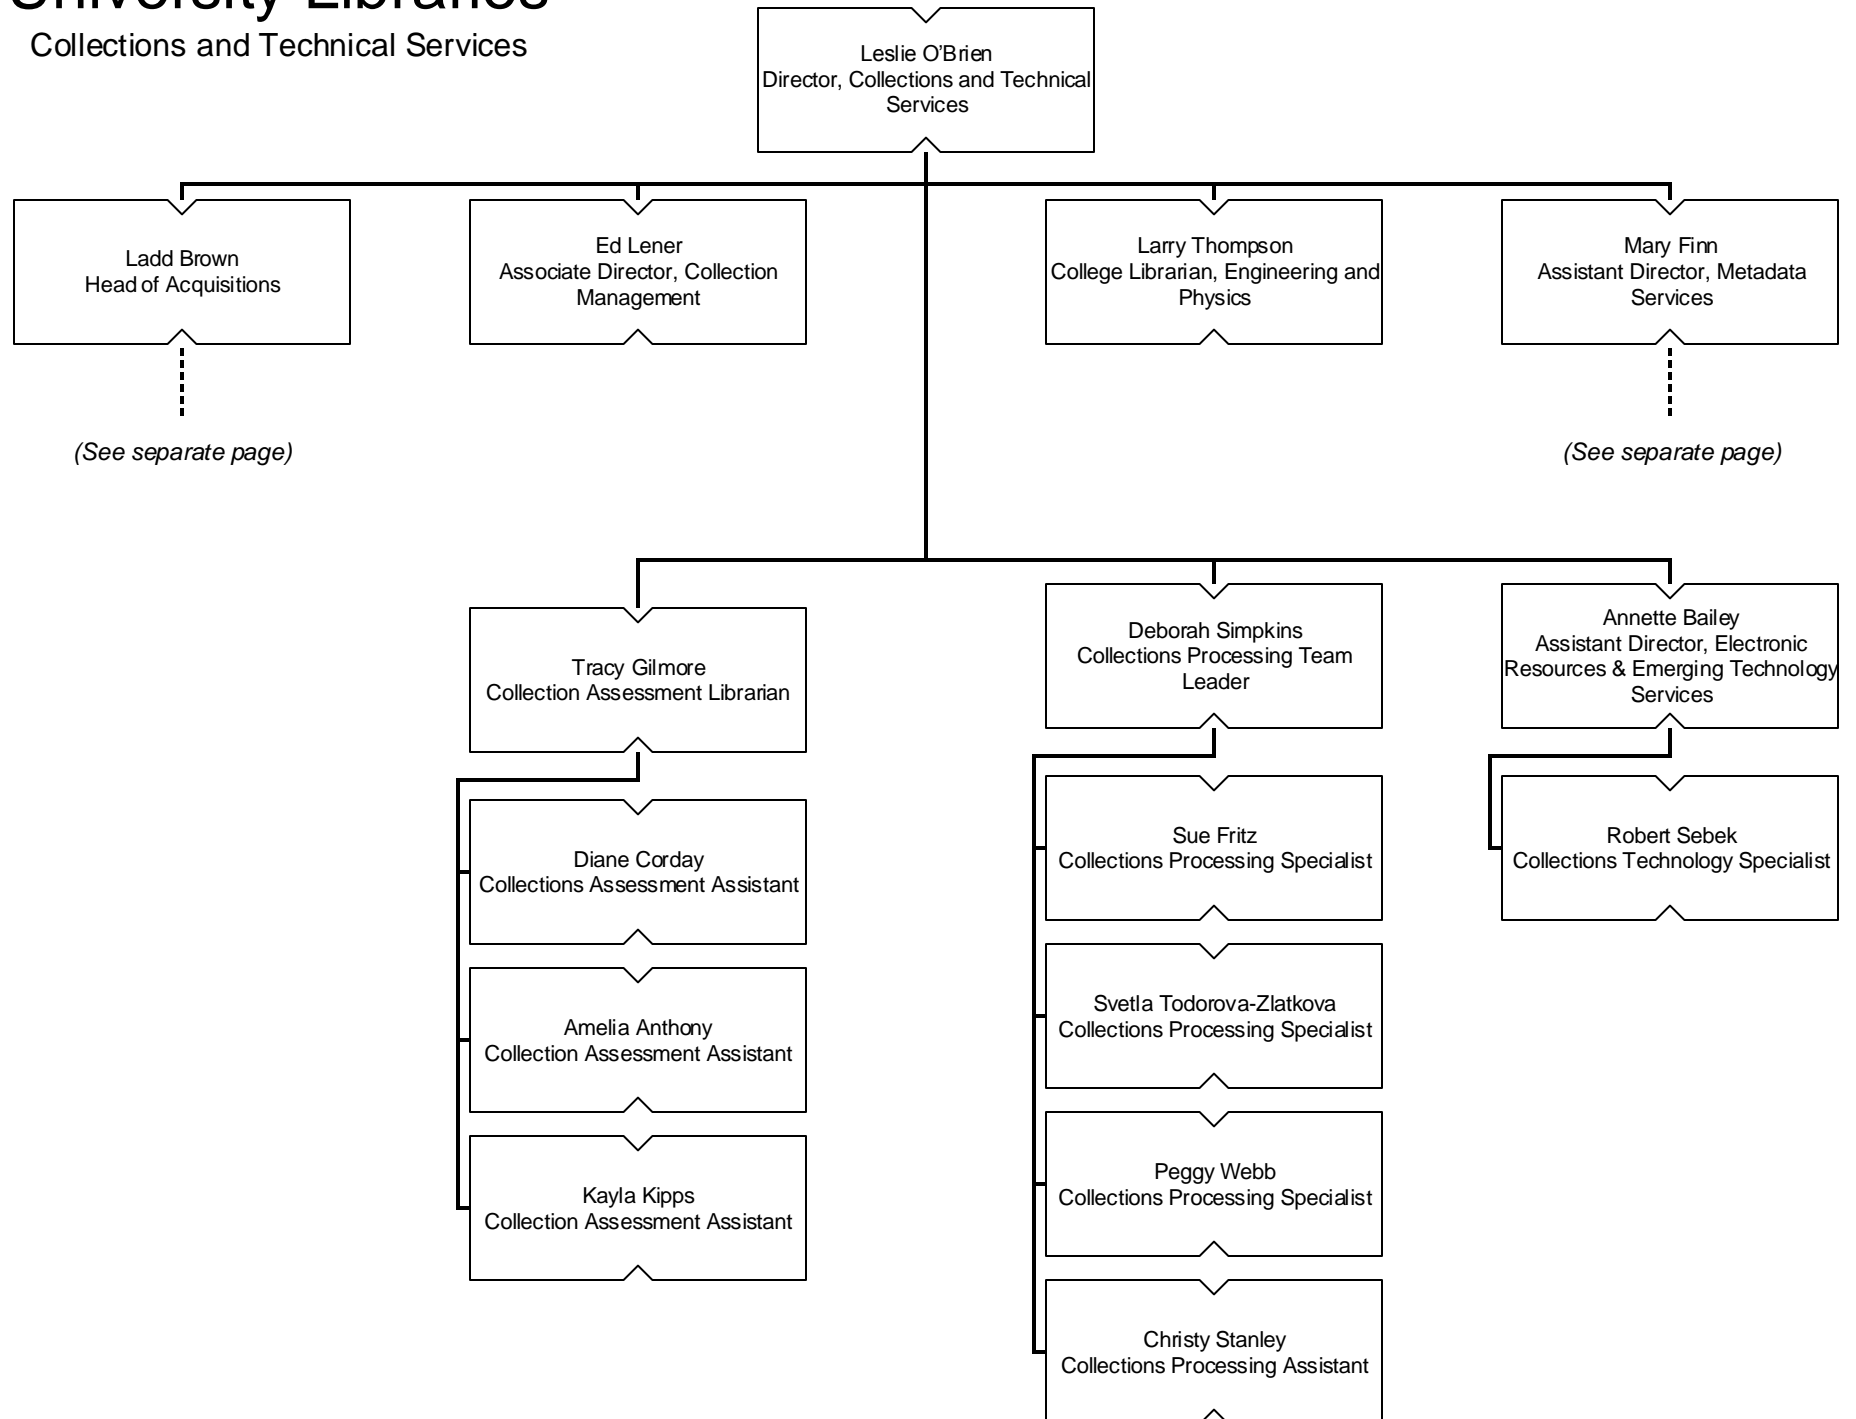 University Libraries
Collections and Technical Services
Leslie O'Brien
Director, Collections and Technical
Services
Ladd Brown
Head of Acquisitions
Ed Lener
Associate Director, Collection
Management
Larry Thompson
College Librarian, Engineering and
Physics
Mary Finn
Assistant Director, Metadata
Services
(See separate page)
(See separate page)
Tracy Gilmore
Collection Assessment Librarian
Deborah Simpkins
Collections Processing Team
Leader
Annette Bailey
Assistant Director, Electronic
Resources & Emerging Technology
Services
Diane Corday
Collections Assessment Assistant
Amelia Anthony
Collection Assessment Assistant
Kayla Kipps
Collection Assessment Assistant
Sue Fritz
Collections Processing Specialist
Svetla Todorova-Zlatkova
Collections Processing Specialist
Peggy Webb
Collections Processing Specialist
Christy Stanley
Collections Processing Assistant
Robert Sebek
Collections Technology Specialist